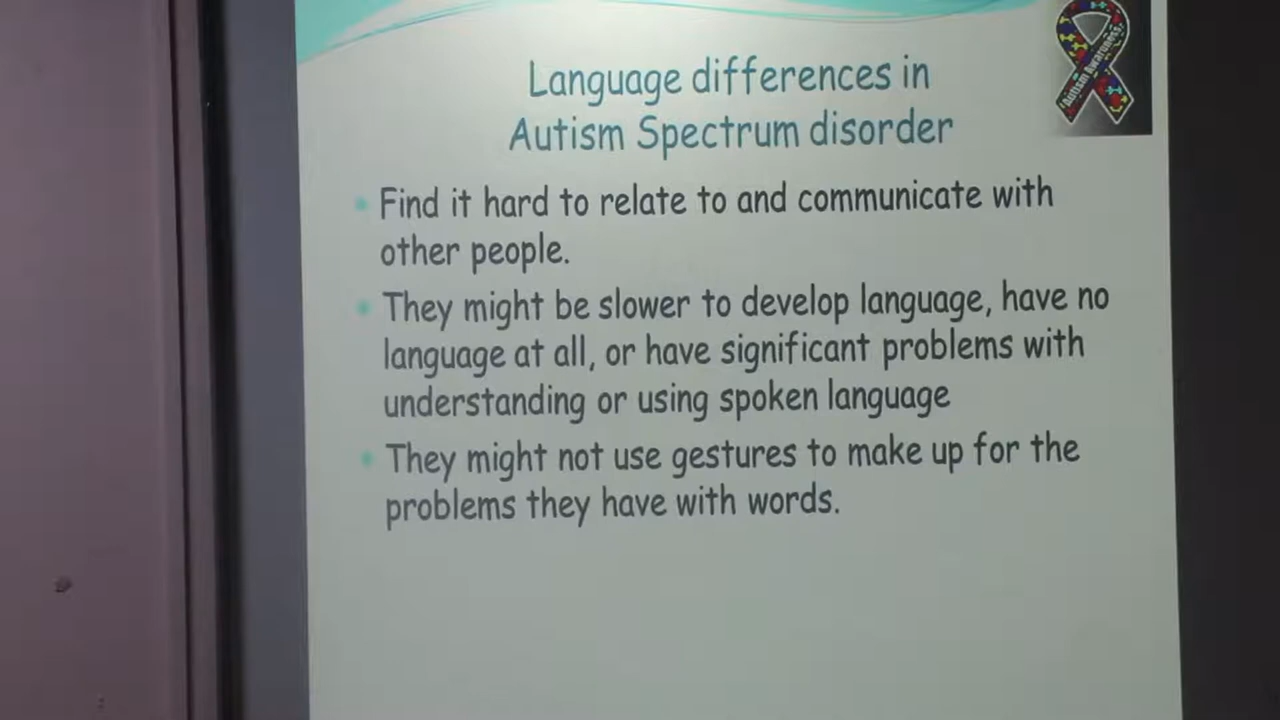 Language differences in
Autism Spectrum disorder
Autism Awareness
• Find it hard to relate to and communicate with
other people.
• They might be slower to develop language, have no
language at all, or have significant problems with
understanding or using spoken language
• They might not use gestures to make up for the
problems they have with words.